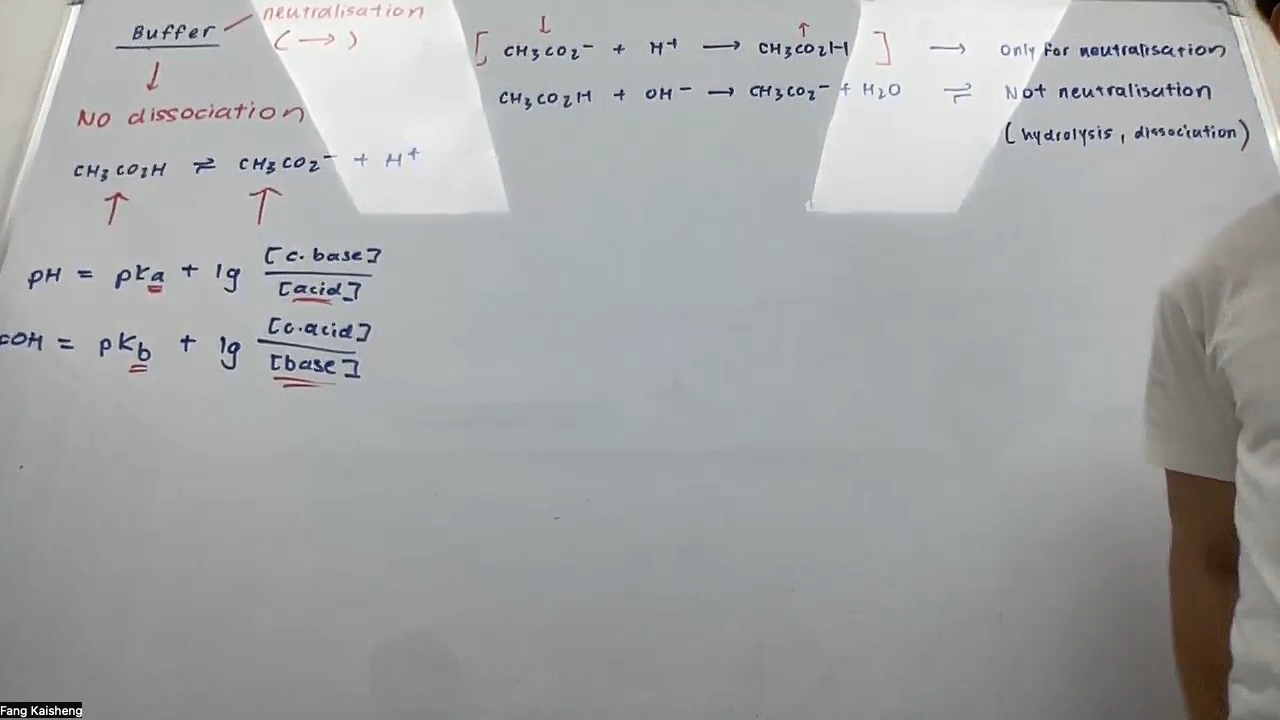 Buffer
neutralisation
( ⟶ )
↓
No dissociation
CH3CO2H ⇌ CH3CO2⁻ + H⁺
↑ ↑
pH = pKa + lg [c.base] / [acid]
pOH = pKb + lg [c.acid] / [base]
↓ ↑
[ CH3CO2⁻ + H⁺ ⟶ CH3CO2H ] ⟶ Only for neutralisation
CH3CO2H + OH⁻ ⟶ CH3CO2⁻ + H2O ⇌ Not neutralisation
(hydrolysis, dissociation)
Fang Kaisheng